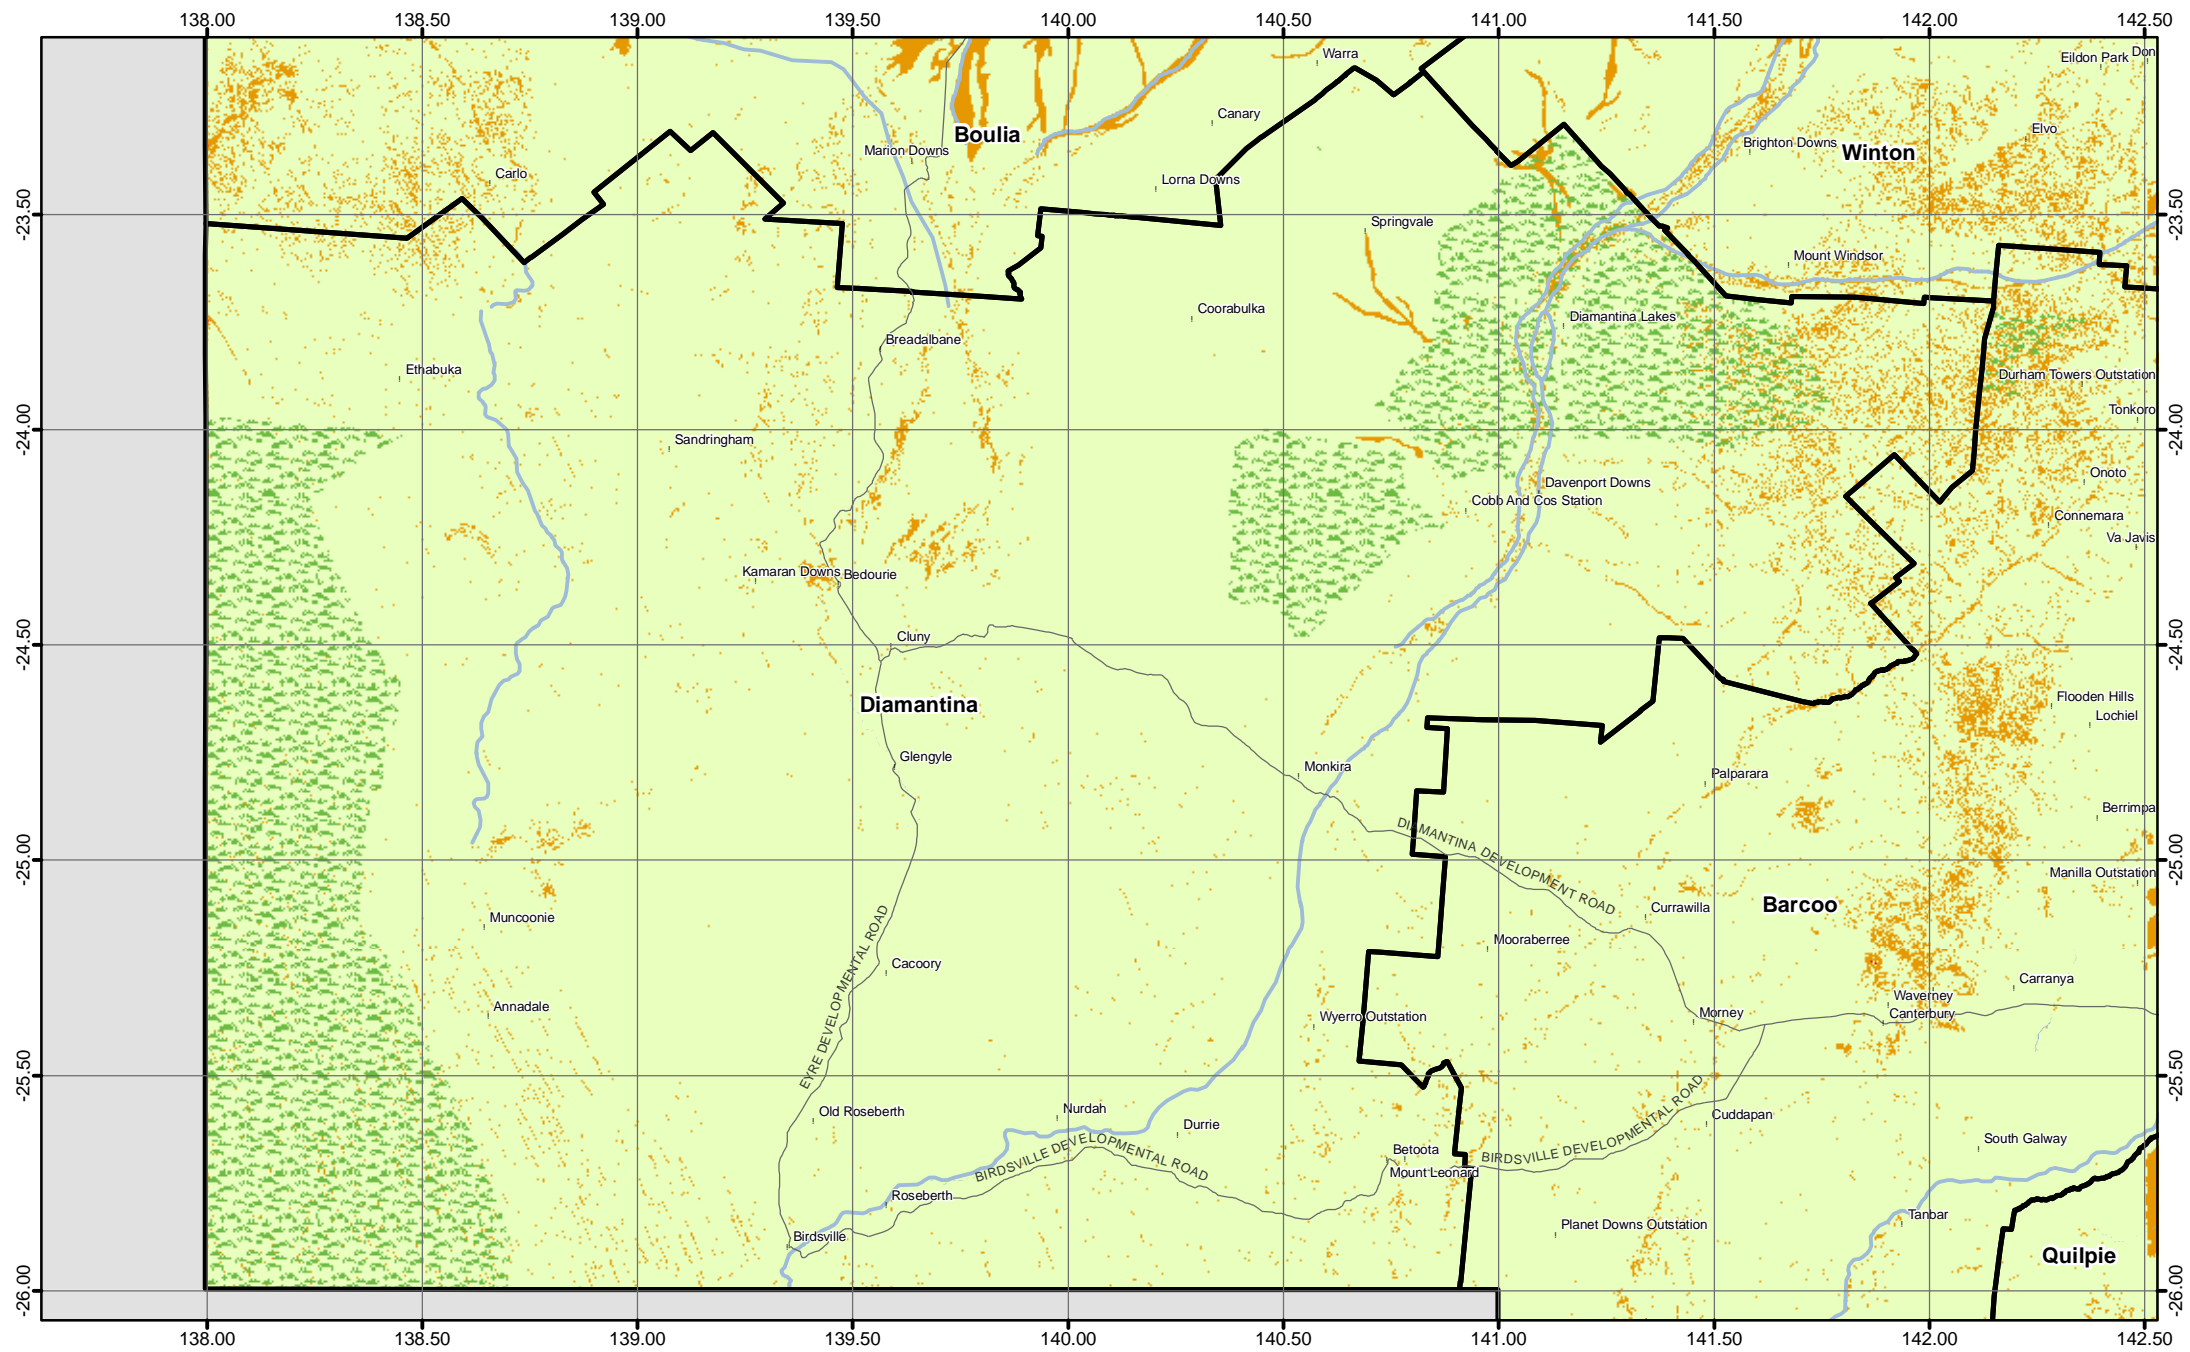 138.00 138.50 139.00 139.50 140.00 140.50 141.00 141.50 142.00 142.50
Warra
Eildon Park
Don
Canary
Elvo
Boulia
Brighton Downs
Winton
Marion Downs
Carlo
Lorna Downs
-23.50
-23.50
Springvale
Mount Windsor
Coorabulka
Diamantina Lakes
Breadalbane
Ethabuka
Durham Towers Outstation
Tonkoro
-24.00
-24.00
Sandringham
Onoto
Davenport Downs
Cobb And Cos Station
Connemara
Va Javis
Kamaran Downs
Bedourie
Cluny
-24.50
-24.50
Diamantina
Flooden Hills
Lochiel
Glengyle
Monkira
Palparara
Berrimpa
DIAMANTINA DEVELOPMENT ROAD
-25.00
-25.00
Manilla Outstation
Barcoo
Currawilla
Muncoonie
Mooraberree
EYRE DEVELOPMENTAL ROAD
Cacoory
Carranya
Annadale
Waverney
Wyerro Outstation
Morney
Canterbury
-25.50
-25.50
Old Roseberth
Nurdah
Durrie
Cuddapan
BIRDSVILLE DEVELOPMENTAL ROAD
BIRDSVILLE DEVELOPMENTAL ROAD
South Galway
Betoota
Mount Leonard
Roseberth
Tanbar
Planet Downs Outstation
Birdsville
Quilpie
-26.00
-26.00
138.00 138.50 139.00 139.50 140.00 140.50 141.00 141.50 142.00 142.50